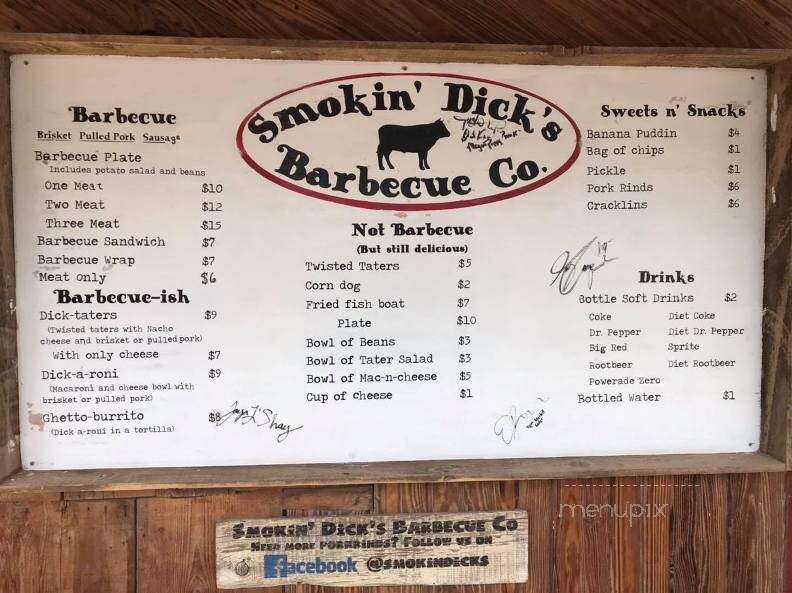 Smokin' Dick's
Barbecue Co.
Barbecue
Brisket Pulled Pork Sausage
Barbecue Plate
Includes potato salad and beans
One Meat $10
Two Meat $12
Three Meat $15
Barbecue Sandwich $7
Barbecue Wrap $7
Meat only $6
Barbecue-ish
Dick-taters $9
(Twisted taters with Nacho
cheese and brisket or pulled pork)
With only cheese $7
Dick-a-roni $9
(Macaroni and cheese bowl with
brisket or pulled pork)
Ghetto-burrito $8
(Dick a-roni in a tortilla)
Not Barbecue
(But still delicious)
Twisted Taters $5
Corn dog $2
Fried fish boat $7
Plate $10
Bowl of Beans $3
Bowl of Tater Salad $3
Bowl of Mac-n-cheese $5
Cup of cheese $1
Sweets n' Snacks
Banana Puddin $4
Bag of chips $1
Pickle $1
Pork Rinds $6
Cracklins $6
Drinks
Bottle Soft Drinks $2
Coke Diet Coke
Dr. Pepper Diet Dr. Pepper
Big Red Sprite
Rootbeer Diet Rootbeer
Powerade Zero
Bottled Water $1
menupix
Smokin' Dick's Barbecue Co
Need more porkrinds? Follow us on
Facebook @smokindicks